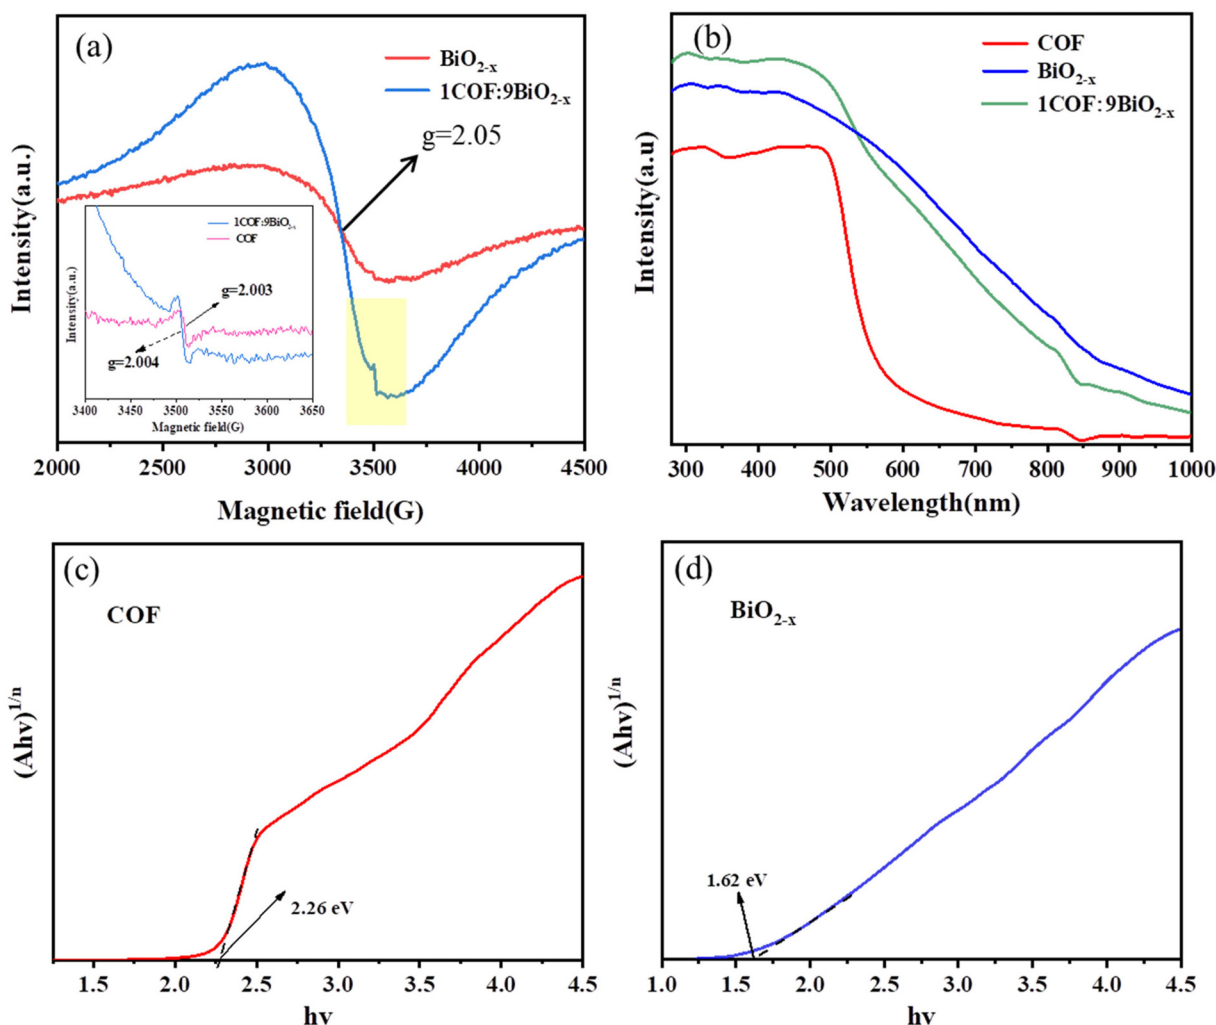 (a)
BiO2-x
1COF:9BiO2-x
g=2.05
Intensity(a.u.)
1COF:9BiO2-x
COF
g=2.003
g=2.004
Intensity(a.u.)
3400 3450 3500 3550 3600 3650
Magnetic field(G)
2000 2500 3000 3500 4000 4500
Magnetic field(G)
(b)
COF
BiO2-x
1COF:9BiO2-x
Intensity(a.u)
300 400 500 600 700 800 900 1000
Wavelength(nm)
(c)
COF
(Ahv)1/n
2.26 eV
1.5 2.0 2.5 3.0 3.5 4.0 4.5
hv
(d)
BiO2-x
(Ahv)1/n
1.62 eV
1.0 1.5 2.0 2.5 3.0 3.5 4.0 4.5
hv